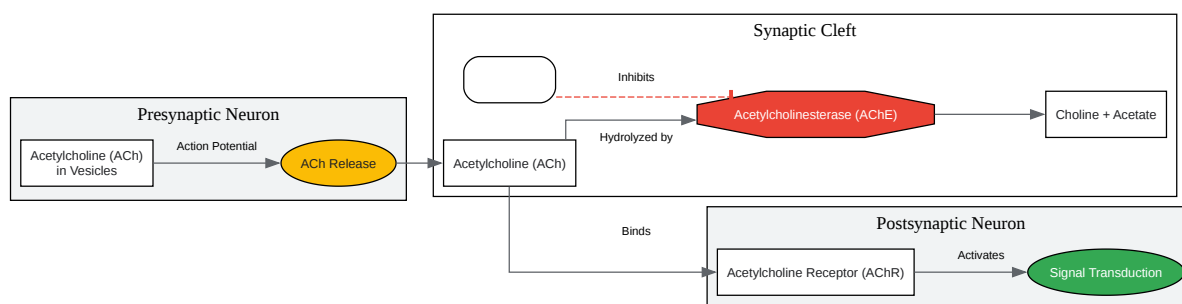 Synaptic Cleft
Inhibits
Presynaptic Neuron
Acetylcholinesterase (AChE)
Choline + Acetate
Hydrolyzed by
Action Potential
Acetylcholine (ACh)
in Vesicles
ACh Release
Acetylcholine (ACh)
Postsynaptic Neuron
Binds
Activates
Acetylcholine Receptor (AChR)
Signal Transduction